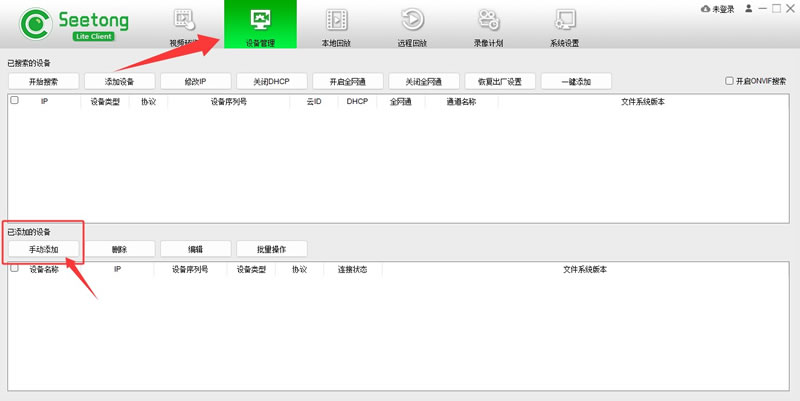 Seetong
Lite Client
视频预览 设备管理 本地回放 远程回放 录像计划 系统设置
未登录
已搜索的设备
开始搜索 添加设备 修改IP 关闭DHCP 开启全网通 关闭全网通 恢复出厂设置 一键添加 开启ONVIF搜索
IP 设备类型 协议 设备序列号 云ID DHCP 全网通 通道名称 文件系统版本
已添加的设备
手动添加 删除 编辑 批量操作
设备名称 IP 设备序列号 设备类型 协议 连接状态 文件系统版本